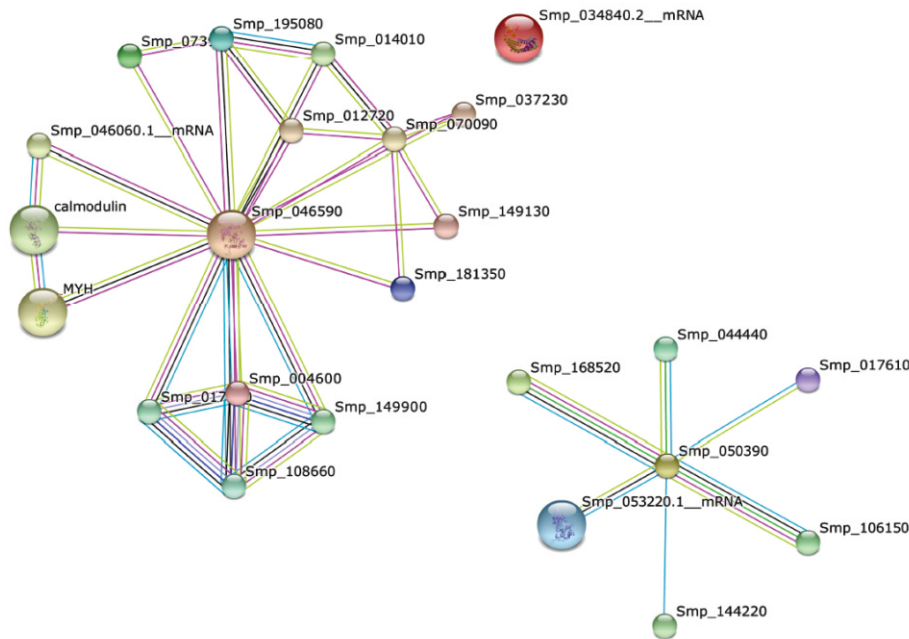 Smp_195080
Smp_034840.2__mRNA
Smp_014010
Smp_037230
Smp_012720
Smp_070090
Smp_046060.1__mRNA
calmodulin
Smp_046590
Smp_149130
Smp_181350
MYH
Smp_004600
Smp_149900
Smp_108660
Smp_044440
Smp_168520
Smp_017610
Smp_050390
Smp_053220.1__mRNA
Smp_106150
Smp_144220